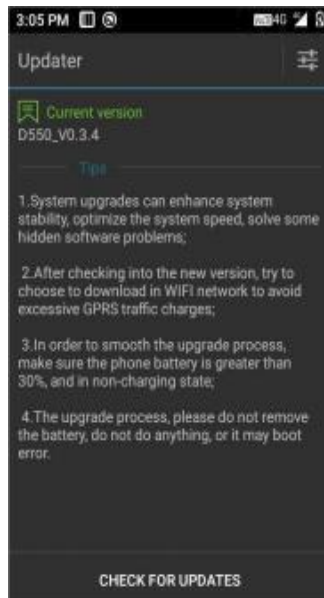 3:05 PM
4G
Updater
Current version
D550_V0.3.4
Tips
1.System upgrades can enhance system
stability, optimize the system speed, solve some
hidden software problems;
2.After checking into the new version, try to
choose to download in WIFI network to avoid
excessive GPRS traffic charges;
3.In order to smooth the upgrade process,
make sure the phone battery is greater than
30%, and in non-charging state;
4.The upgrade process, please do not remove
the battery, do not do anything, or it may boot
error.
CHECK FOR UPDATES